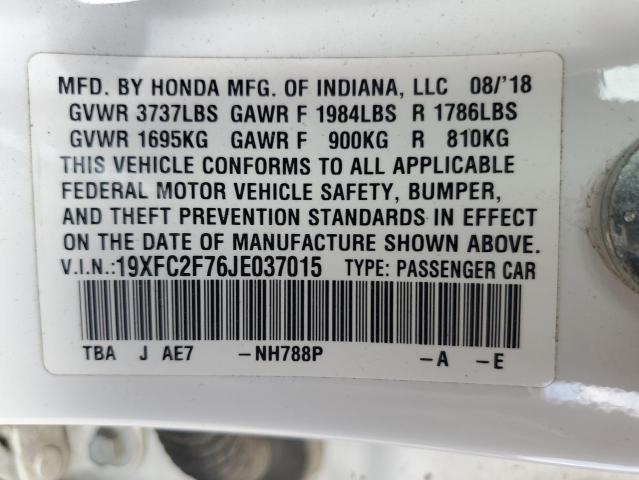 MFD. BY HONDA MFG. OF INDIANA, LLC 08/'18
GVWR 3737LBS GAWR F 1984LBS R 1786LBS
GVWR 1695KG GAWR F 900KG R 810KG
THIS VEHICLE CONFORMS TO ALL APPLICABLE
FEDERAL MOTOR VEHICLE SAFETY, BUMPER,
AND THEFT PREVENTION STANDARDS IN EFFECT
ON THE DATE OF MANUFACTURE SHOWN ABOVE.
V.I.N.:19XFC2F76JE037015 TYPE: PASSENGER CAR
TBA J AE7 -NH788P -A -E